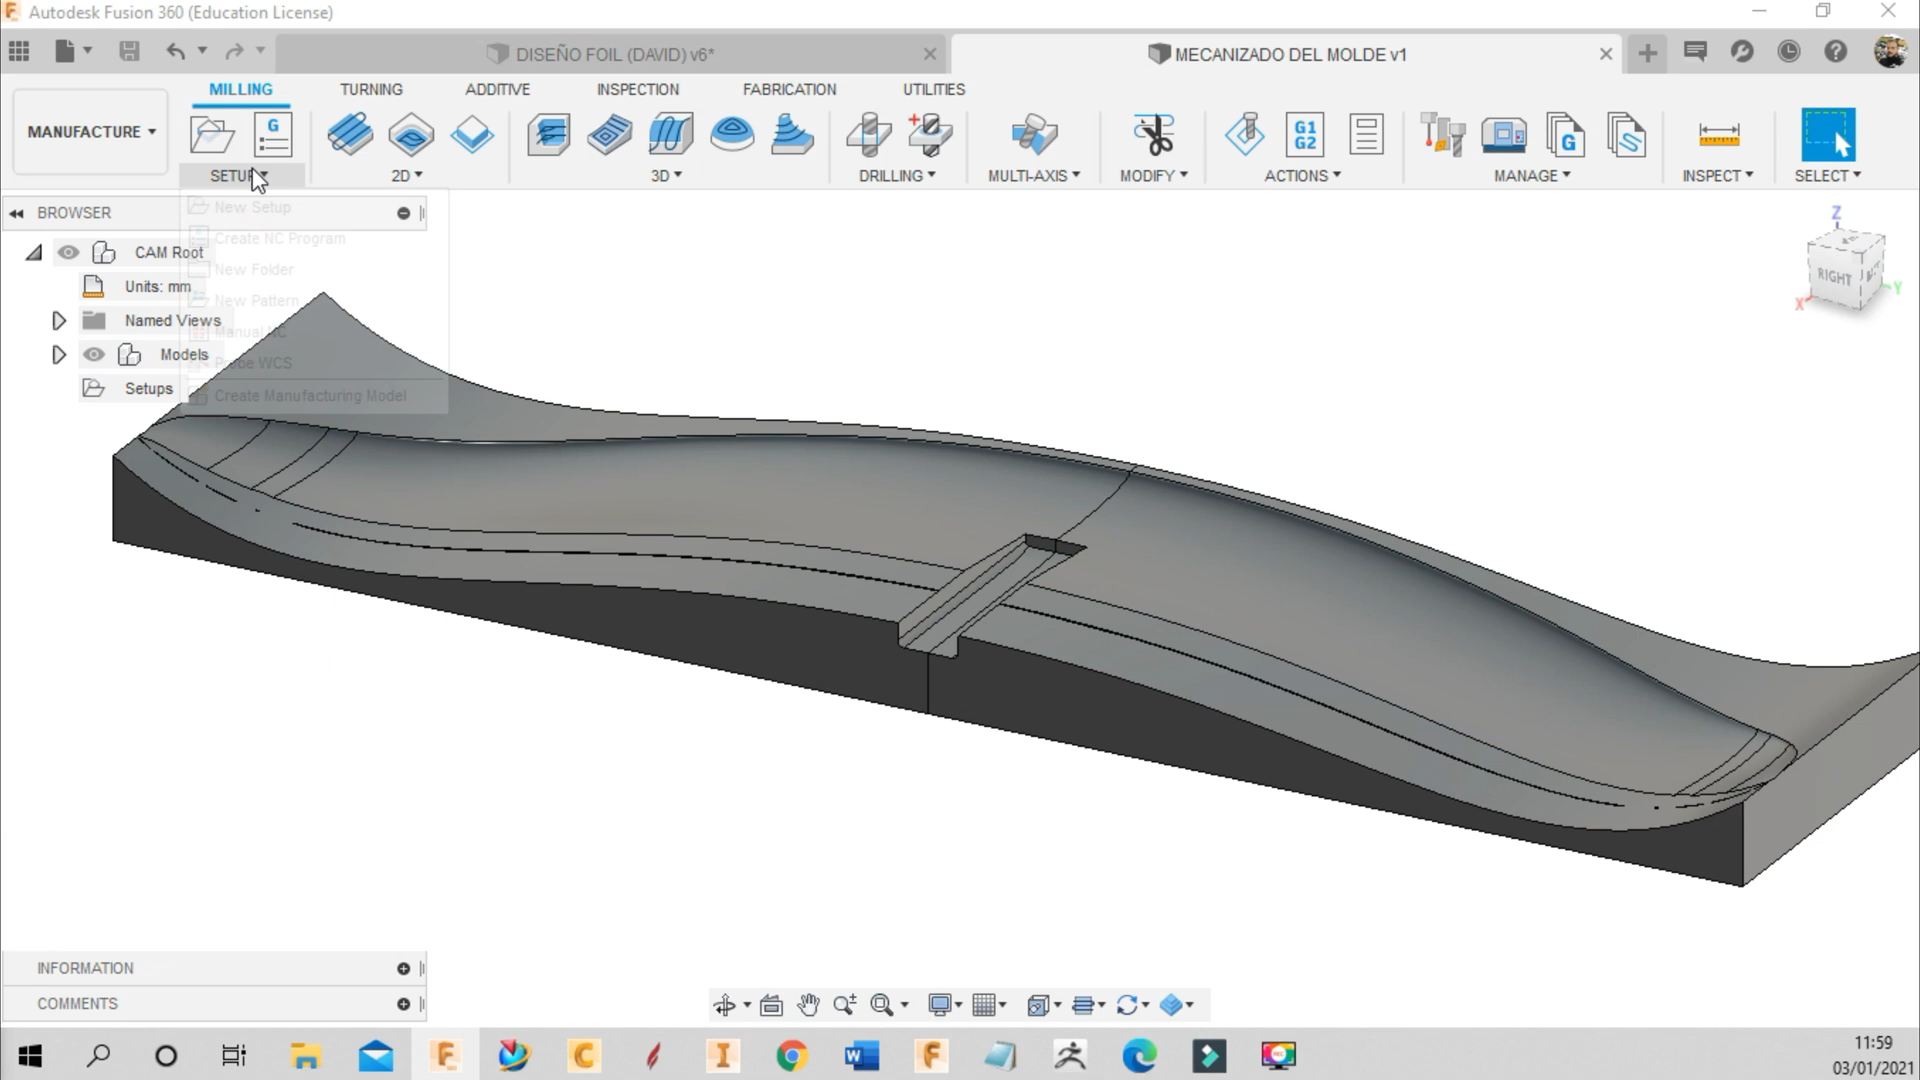 Autodesk Fusion 360 (Education License)
DISEÑO FOIL (DAVID) v6*
MECANIZADO DEL MOLDE v1
MILLING
TURNING
ADDITIVE
INSPECTION
FABRICATION
UTILITIES
MANUFACTURE
G
G1
G2
G
SETUP
2D
3D
DRILLING
MULTI-AXIS
MODIFY
ACTIONS
MANAGE
INSPECT
SELECT
BROWSER
New Setup
Create NC Program
New Folder
New Pattern
Manual NC
Probe WCS
Create Manufacturing Model
CAM Root
Units: mm
Named Views
Models
Setups
Z
RIGHT
X
Y
INFORMATION
COMMENTS
11:59
03/01/2021